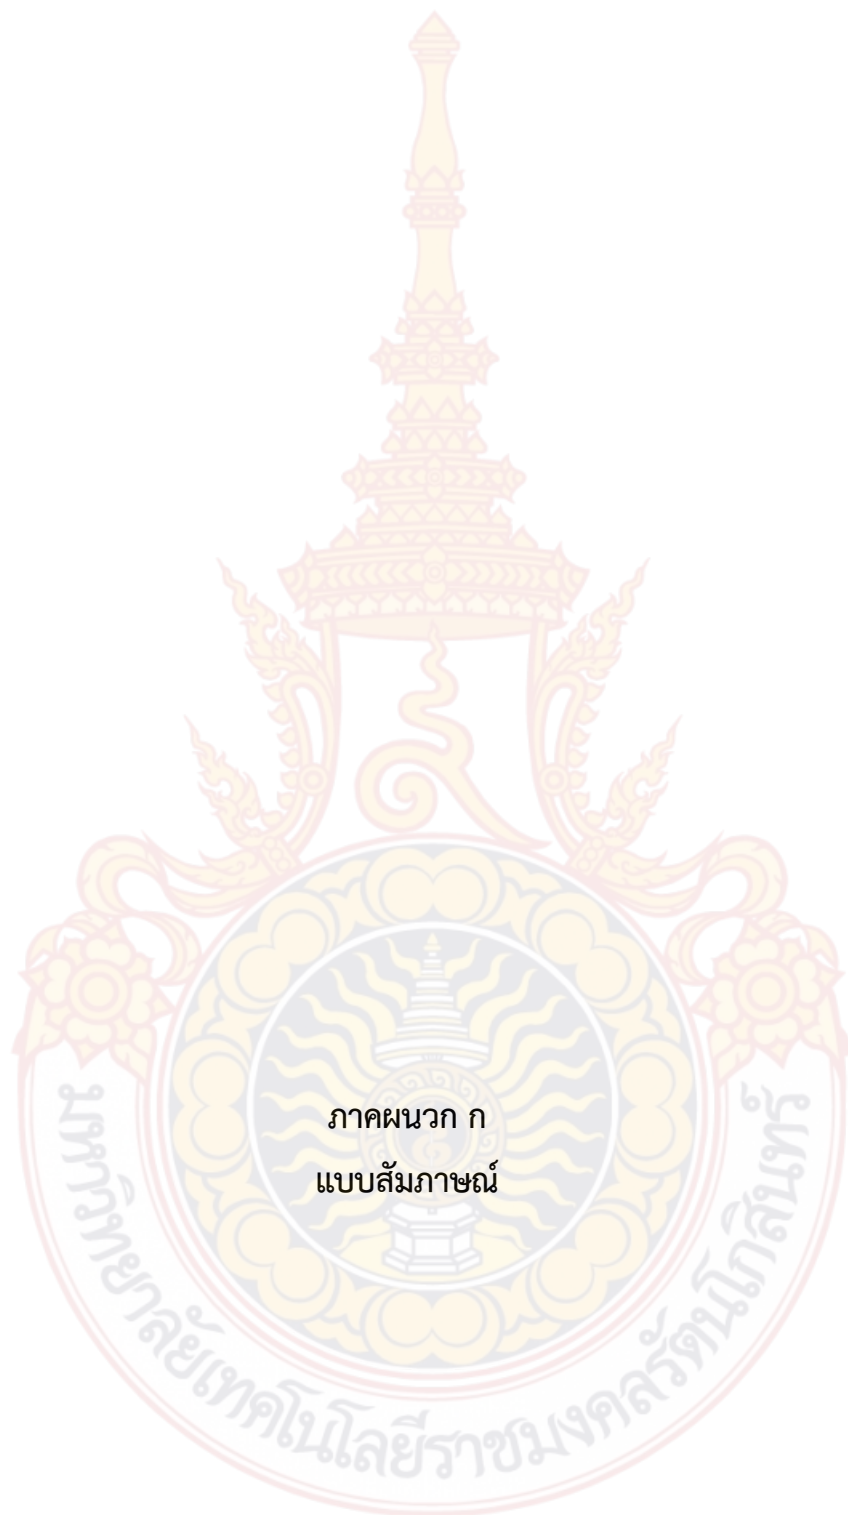 ภาคผนวก ก
แบบสัมภาษณ์
มหาวิทยาลัยเทคโนโลยีราชมงคลรัตนโกสินทร์